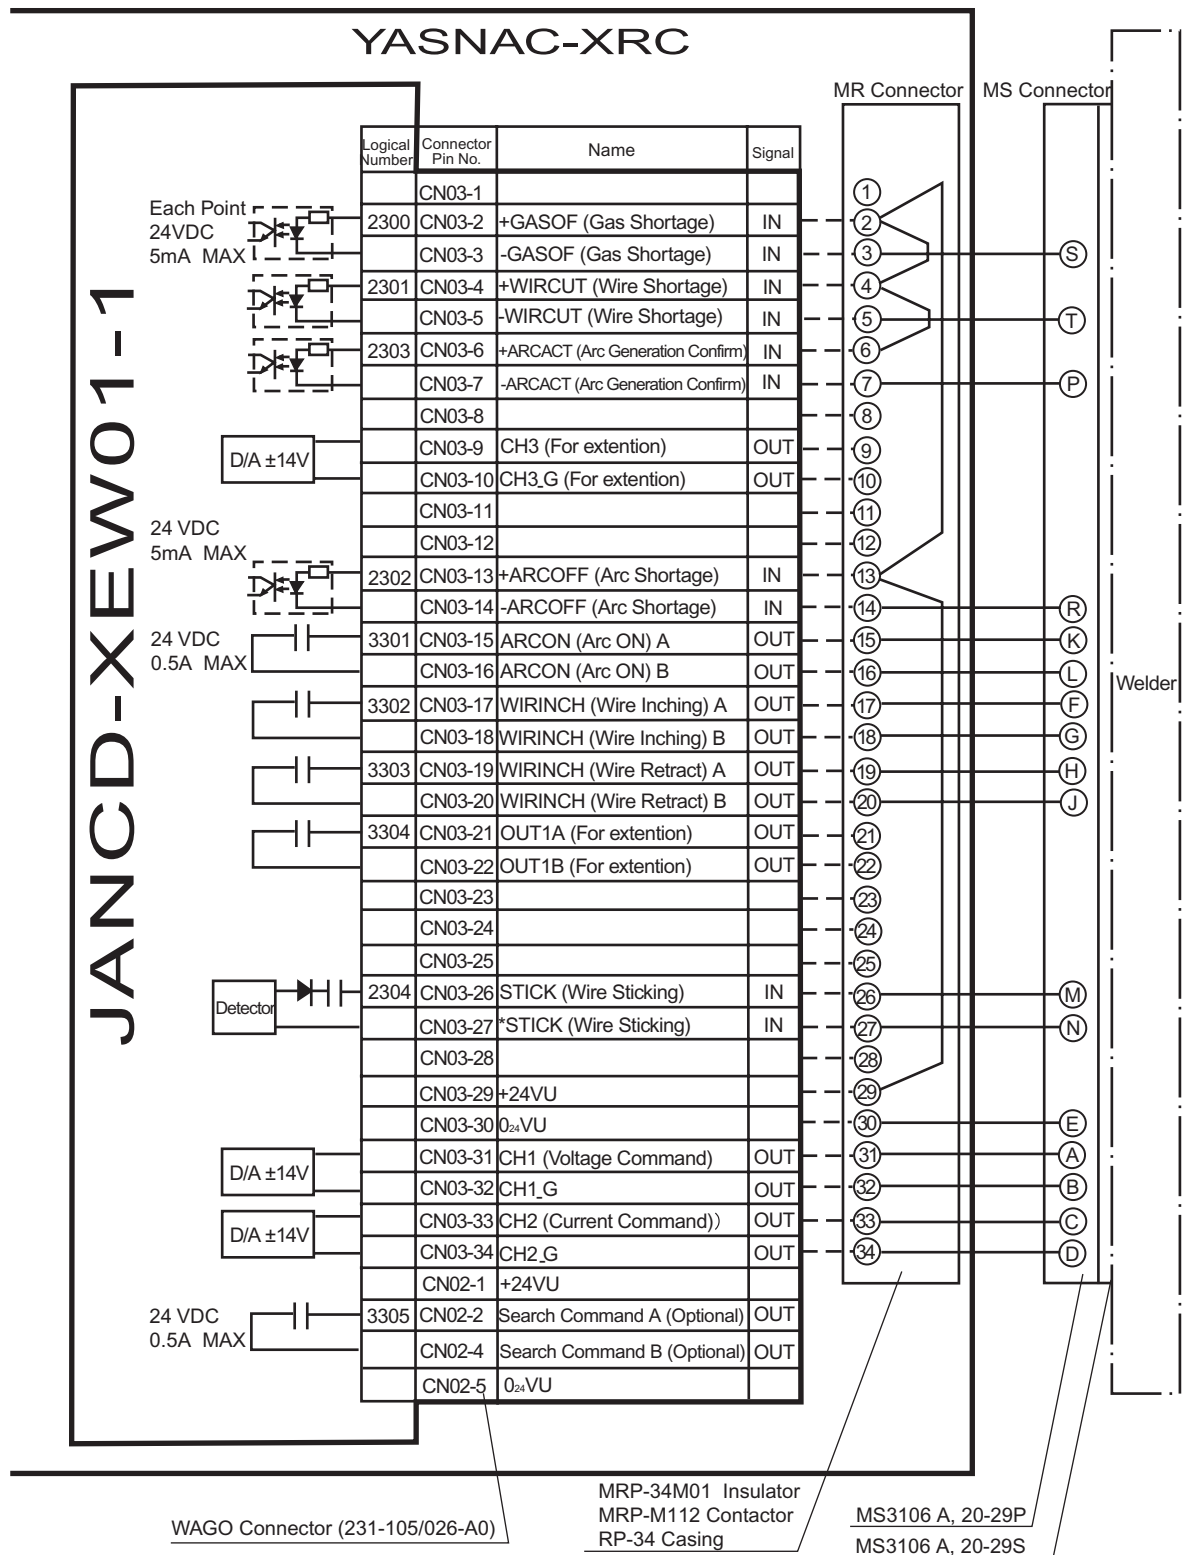 YASNAC-XRC
MR Connector
MS Connector
JANCD-XEW01-1
Logical Number
Connector Pin No.
Name
Signal
Each Point
24VDC
5mA MAX
CN03-1
①
2300 CN03-2 +GASOF (Gas Shortage) IN ②
CN03-3 -GASOF (Gas Shortage) IN ③ S
2301 CN03-4 +WIRCUT (Wire Shortage) IN ④
CN03-5 -WIRCUT (Wire Shortage) IN ⑤ T
2303 CN03-6 +ARCACT (Arc Generation Confirm) IN ⑥
CN03-7 -ARCACT (Arc Generation Confirm) IN ⑦ P
CN03-8 ⑧
D/A ±14V
CN03-9 CH3 (For extention) OUT ⑨
CN03-10 CH3_G (For extention) OUT ⑩
CN03-11 ⑪
24 VDC
5mA MAX
CN03-12 ⑫
2302 CN03-13 +ARCOFF (Arc Shortage) IN ⑬
CN03-14 -ARCOFF (Arc Shortage) IN ⑭ R
24 VDC
0.5A MAX
3301 CN03-15 ARCON (Arc ON) A OUT ⑮ K
CN03-16 ARCON (Arc ON) B OUT ⑯ L
Welder
3302 CN03-17 WIRINCH (Wire Inching) A OUT ⑰ F
CN03-18 WIRINCH (Wire Inching) B OUT ⑱ G
3303 CN03-19 WIRINCH (Wire Retract) A OUT ⑲ H
CN03-20 WIRINCH (Wire Retract) B OUT ⑳ J
3304 CN03-21 OUT1A (For extention) OUT ㉑
CN03-22 OUT1B (For extention) OUT ㉒
CN03-23 ㉓
CN03-24 ㉔
CN03-25 ㉕
Detector
2304 CN03-26 STICK (Wire Sticking) IN ㉖ M
CN03-27 *STICK (Wire Sticking) IN ㉗ N
CN03-28 ㉘
CN03-29 +24VU ㉙
CN03-30 0₂₄VU ㉚ E
D/A ±14V
CN03-31 CH1 (Voltage Command) OUT ㉛ A
CN03-32 CH1_G OUT ㉜ B
D/A ±14V
CN03-33 CH2 (Current Command)） OUT ㉝ C
CN03-34 CH2_G OUT ㉞ D
CN02-1 +24VU
24 VDC
0.5A MAX
3305 CN02-2 Search Command A (Optional) OUT
CN02-4 Search Command B (Optional) OUT
CN02-5 0₂₄VU
WAGO Connector (231-105/026-A0)
MRP-34M01 Insulator
MRP-M112 Contactor
RP-34 Casing
MS3106 A, 20-29P
MS3106 A, 20-29S